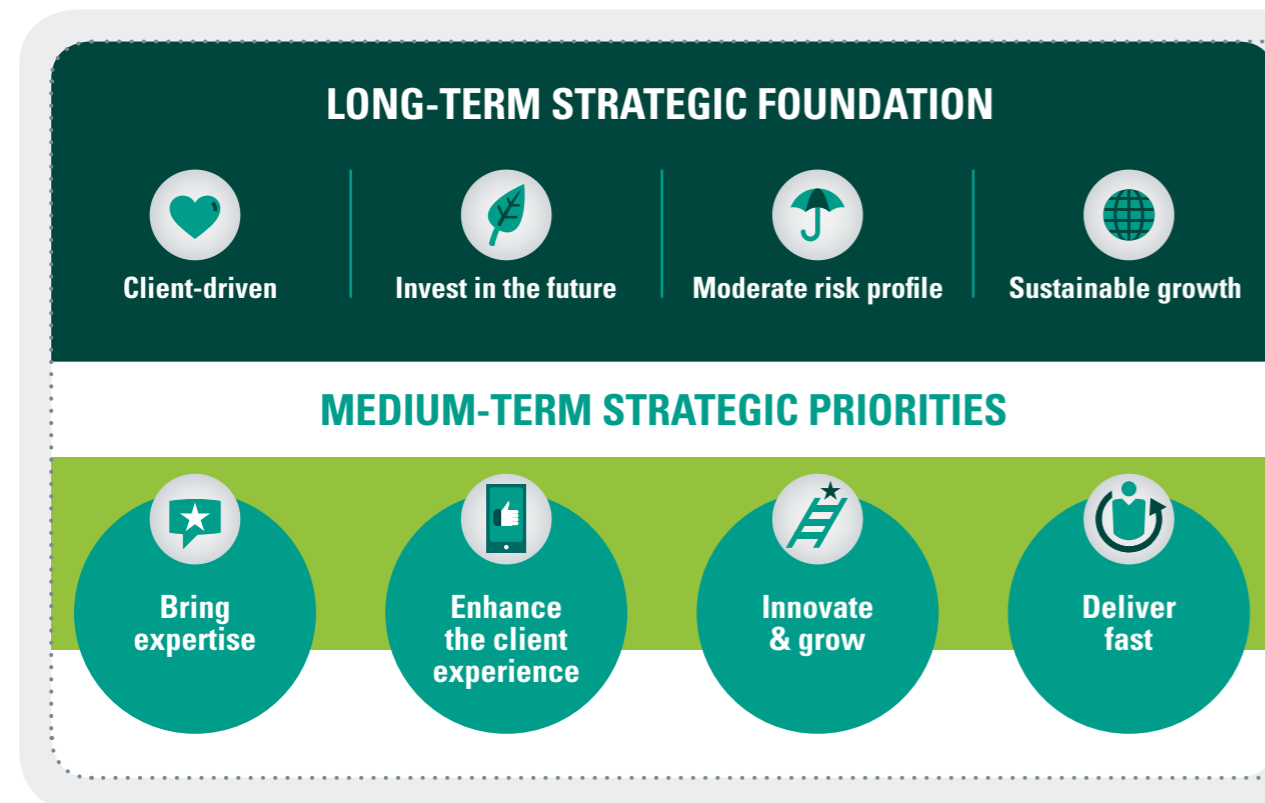 LONG-TERM STRATEGIC FOUNDATION
Client-driven
Invest in the future
Moderate risk profile
Sustainable growth
MEDIUM-TERM STRATEGIC PRIORITIES
Bring
expertise
Enhance
the client
experience
Innovate
& grow
Deliver
fast